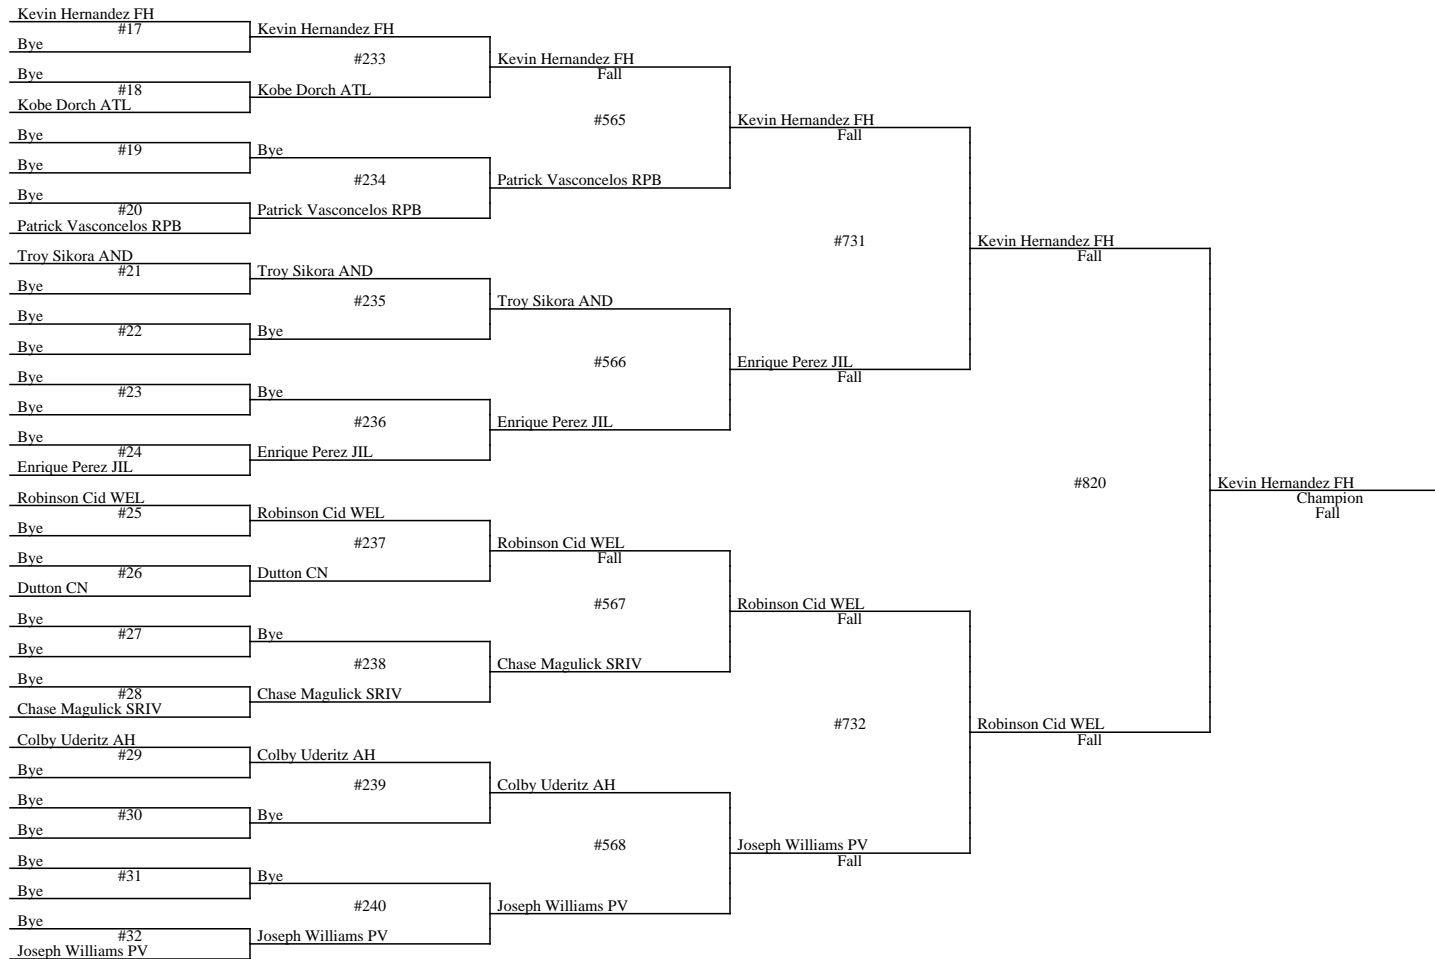 Kevin Hernandez FH
#17
Bye
Bye
#18
Kobe Dorch ATL
Bye
#19
Bye
Bye
#20
Patrick Vasconcelos RPB
Troy Sikora AND
#21
Bye
Bye
#22
Bye
Bye
#23
Bye
Bye
#24
Enrique Perez JIL
Robinson Cid WEL
#25
Bye
Bye
#26
Dutton CN
Bye
#27
Bye
Bye
#28
Chase Magulick SRIV
Colby Uderitz AH
#29
Bye
Bye
#30
Bye
Bye
#31
Bye
Bye
#32
Joseph Williams PV
Kevin Hernandez FH
#233
Kobe Dorch ATL
Bye
#234
Patrick Vasconcelos RPB
Troy Sikora AND
#235
Bye
Bye
#236
Enrique Perez JIL
Robinson Cid WEL
#237
Dutton CN
Bye
#238
Chase Magulick SRIV
Colby Uderitz AH
#239
Bye
Bye
#240
Joseph Williams PV
Kevin Hernandez FH
Fall
#565
Patrick Vasconcelos RPB
Troy Sikora AND
#566
Enrique Perez JIL
Robinson Cid WEL
Fall
#567
Chase Magulick SRIV
Colby Uderitz AH
#568
Joseph Williams PV
Kevin Hernandez FH
Fall
#731
Enrique Perez JIL
Fall
Robinson Cid WEL
Fall
#732
Joseph Williams PV
Fall
Kevin Hernandez FH
Fall
#820
Robinson Cid WEL
Fall
Kevin Hernandez FH
Champion
Fall